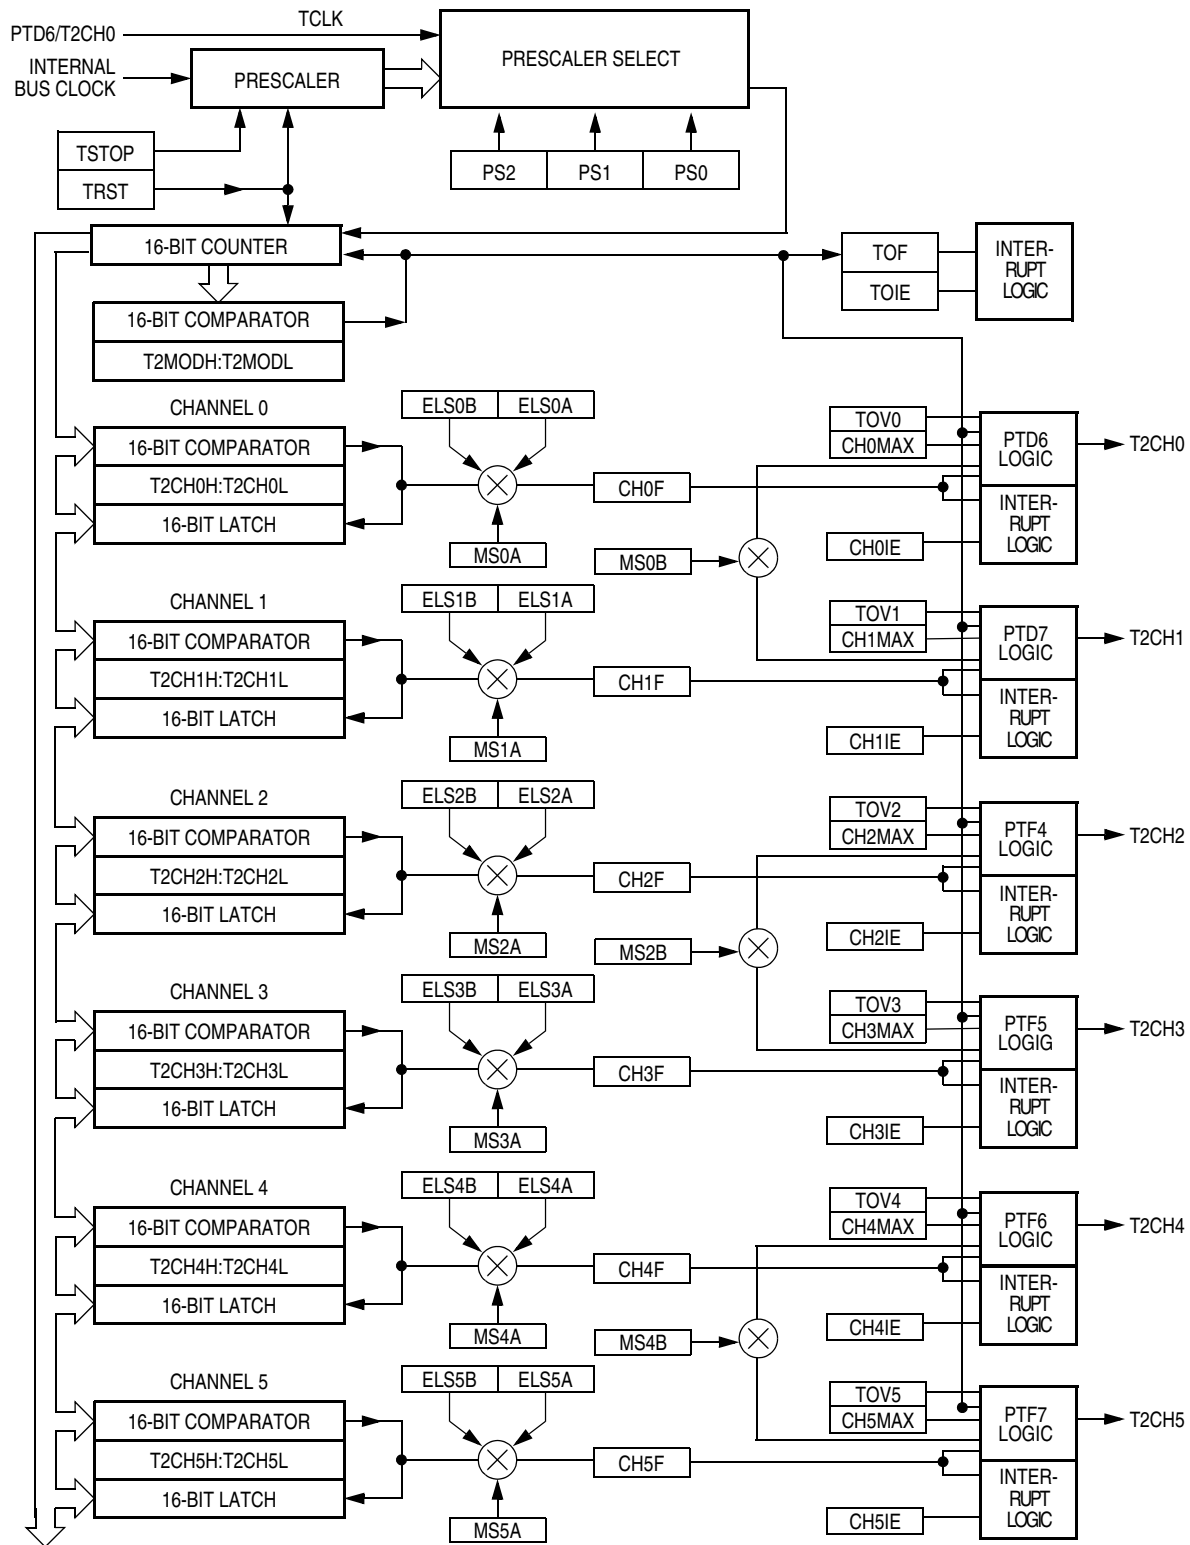 TCLK
PTD6/T2CH0
INTERNAL
BUS CLOCK
PRESCALER
PRESCALER SELECT
TSTOP
TRST
PS2 PS1 PS0
16-BIT COUNTER
TOF
TOIE
INTER-
RUPT
LOGIC
16-BIT COMPARATOR
T2MODH:T2MODL
CHANNEL 0
ELS0B ELS0A
TOV0
CH0MAX
PTD6
LOGIC
T2CH0
16-BIT COMPARATOR
T2CH0H:T2CH0L
16-BIT LATCH
CH0F
INTER-
RUPT
LOGIC
MS0A
MS0B
CH0IE
CHANNEL 1
ELS1B ELS1A
TOV1
CH1MAX
PTD7
LOGIC
T2CH1
16-BIT COMPARATOR
T2CH1H:T2CH1L
16-BIT LATCH
CH1F
INTER-
RUPT
LOGIC
MS1A
CH1IE
CHANNEL 2
ELS2B ELS2A
TOV2
CH2MAX
PTF4
LOGIC
T2CH2
16-BIT COMPARATOR
T2CH2H:T2CH2L
16-BIT LATCH
CH2F
INTER-
RUPT
LOGIC
MS2A
MS2B
CH2IE
CHANNEL 3
ELS3B ELS3A
TOV3
CH3MAX
PTF5
LOGIG
T2CH3
16-BIT COMPARATOR
T2CH3H:T2CH3L
16-BIT LATCH
CH3F
INTER-
RUPT
LOGIC
MS3A
CH3IE
CHANNEL 4
ELS4B ELS4A
TOV4
CH4MAX
PTF6
LOGIC
T2CH4
16-BIT COMPARATOR
T2CH4H:T2CH4L
16-BIT LATCH
CH4F
INTER-
RUPT
LOGIC
MS4A
MS4B
CH4IE
CHANNEL 5
ELS5B ELS5A
TOV5
CH5MAX
PTF7
LOGIC
T2CH5
16-BIT COMPARATOR
T2CH5H:T2CH5L
16-BIT LATCH
CH5F
INTER-
RUPT
LOGIC
MS5A
CH5IE